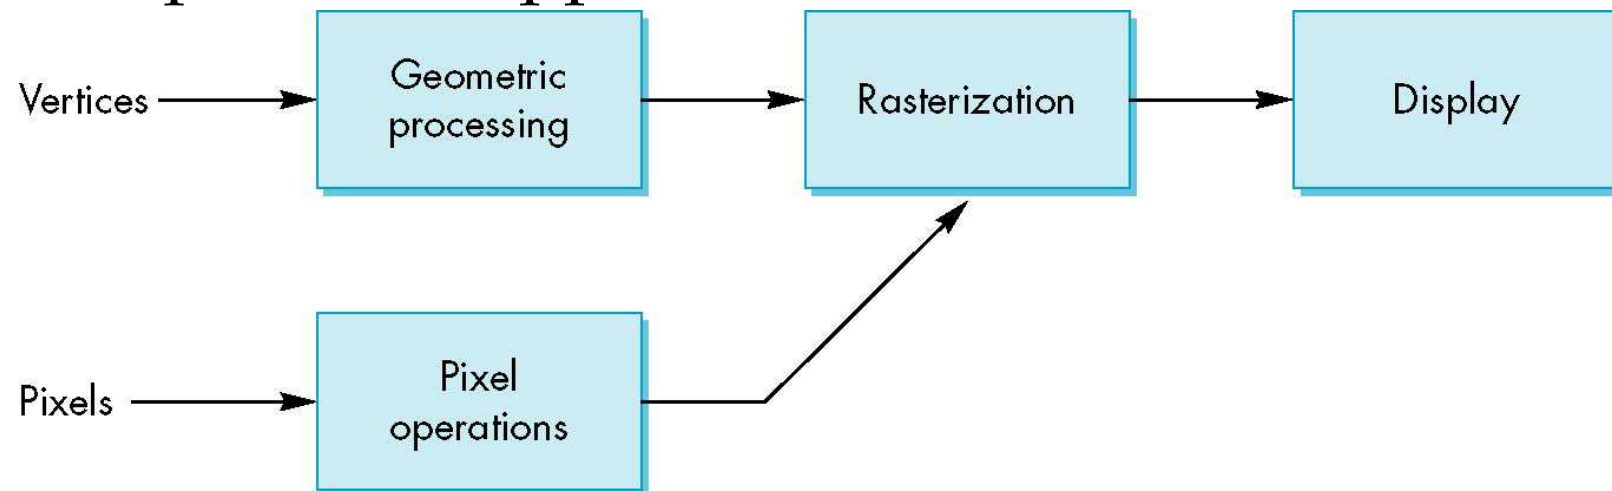 Vertices
Geometric
processing
Rasterization
Display
Pixels
Pixel
operations